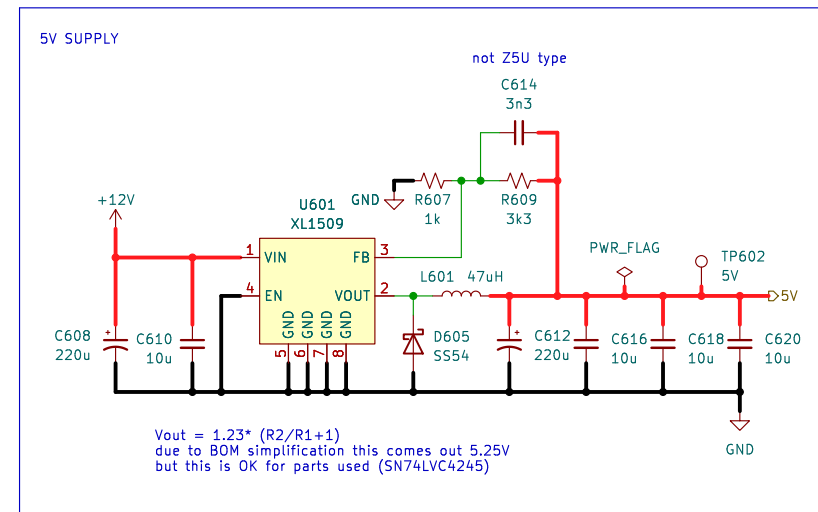 5V SUPPLY
not Z5U type
C614
3n3
GND
R607
1k
R609
3k3
+12V
U601
XL1509
1
VIN
FB
3
4
EN
VOUT
2
GND
GND
GND
GND
5
6
7
8
L601 47uH
PWR_FLAG
TP602
5V
5V
C608
220u
C610
10u
D605
SS54
+
C612
220u
+
C616
10u
C618
10u
C620
10u
GND
Vout = 1.23* (R2/R1+1)
due to BOM simplification this comes out 5.25V
but this is OK for parts used (SN74LVC4245)